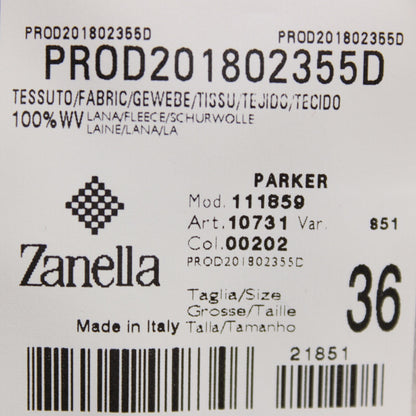 PROD201802355D PROD201802355D
PROD201802355D
TESSUTO/FABRIC/GEWEBE/TISSU/TEJIDO/TECIDO
100% WV LANA/FLEECE/SCHURWOLLE
LAINE/LANA/LA
PARKER
Mod. 111859
Art. 10731 Var. 851
Col. 00202
PROD201802355D
Zanella
Taglia/Size
Grosse/Taille
Talla/Tamanho
36
Made in Italy
21851